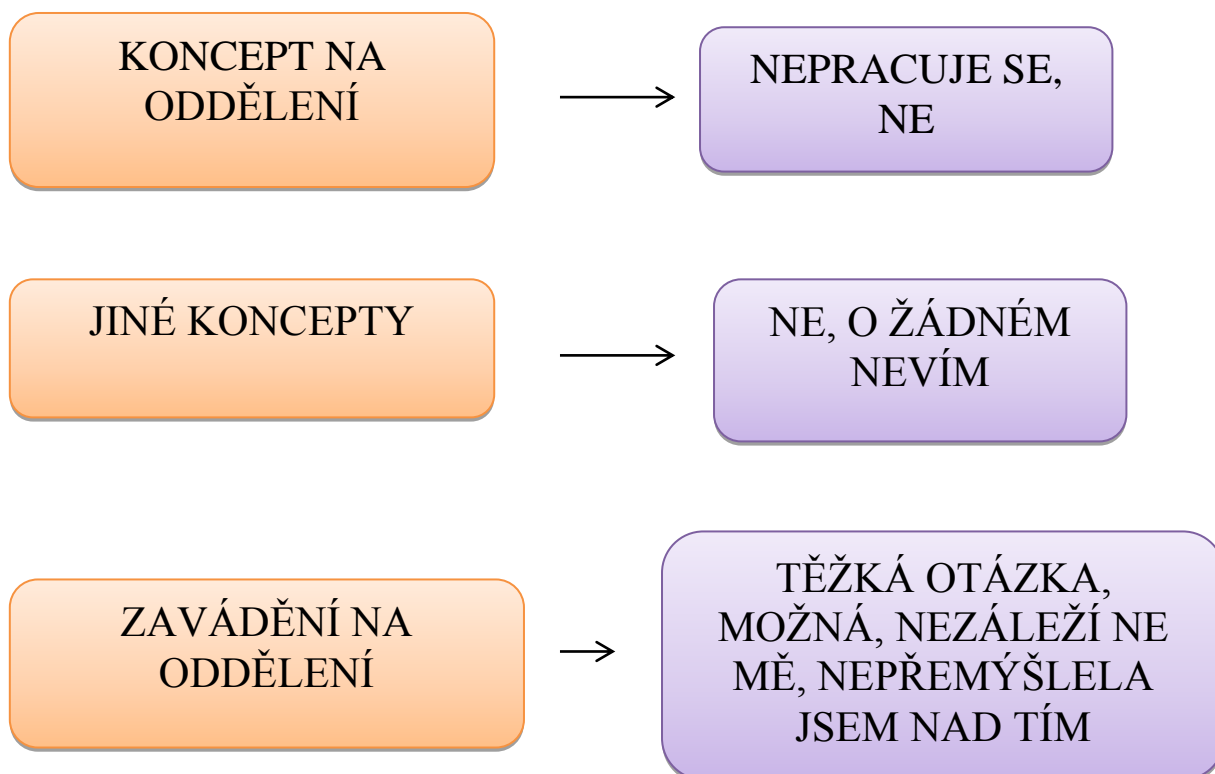 KONCEPT NA
ODDĚLENÍ
NEPRACUJE SE,
NE
JINÉ KONCEPTY
NE, O ŽÁDNÉM
NEVÍM
ZAVÁDĚNÍ NA
ODDĚLENÍ
TĚŽKÁ OTÁZKA,
MOŽNÁ, NEZÁLEŽÍ NE
MĚ, NEPŘEMÝŠLELA
JSEM NAD TÍM